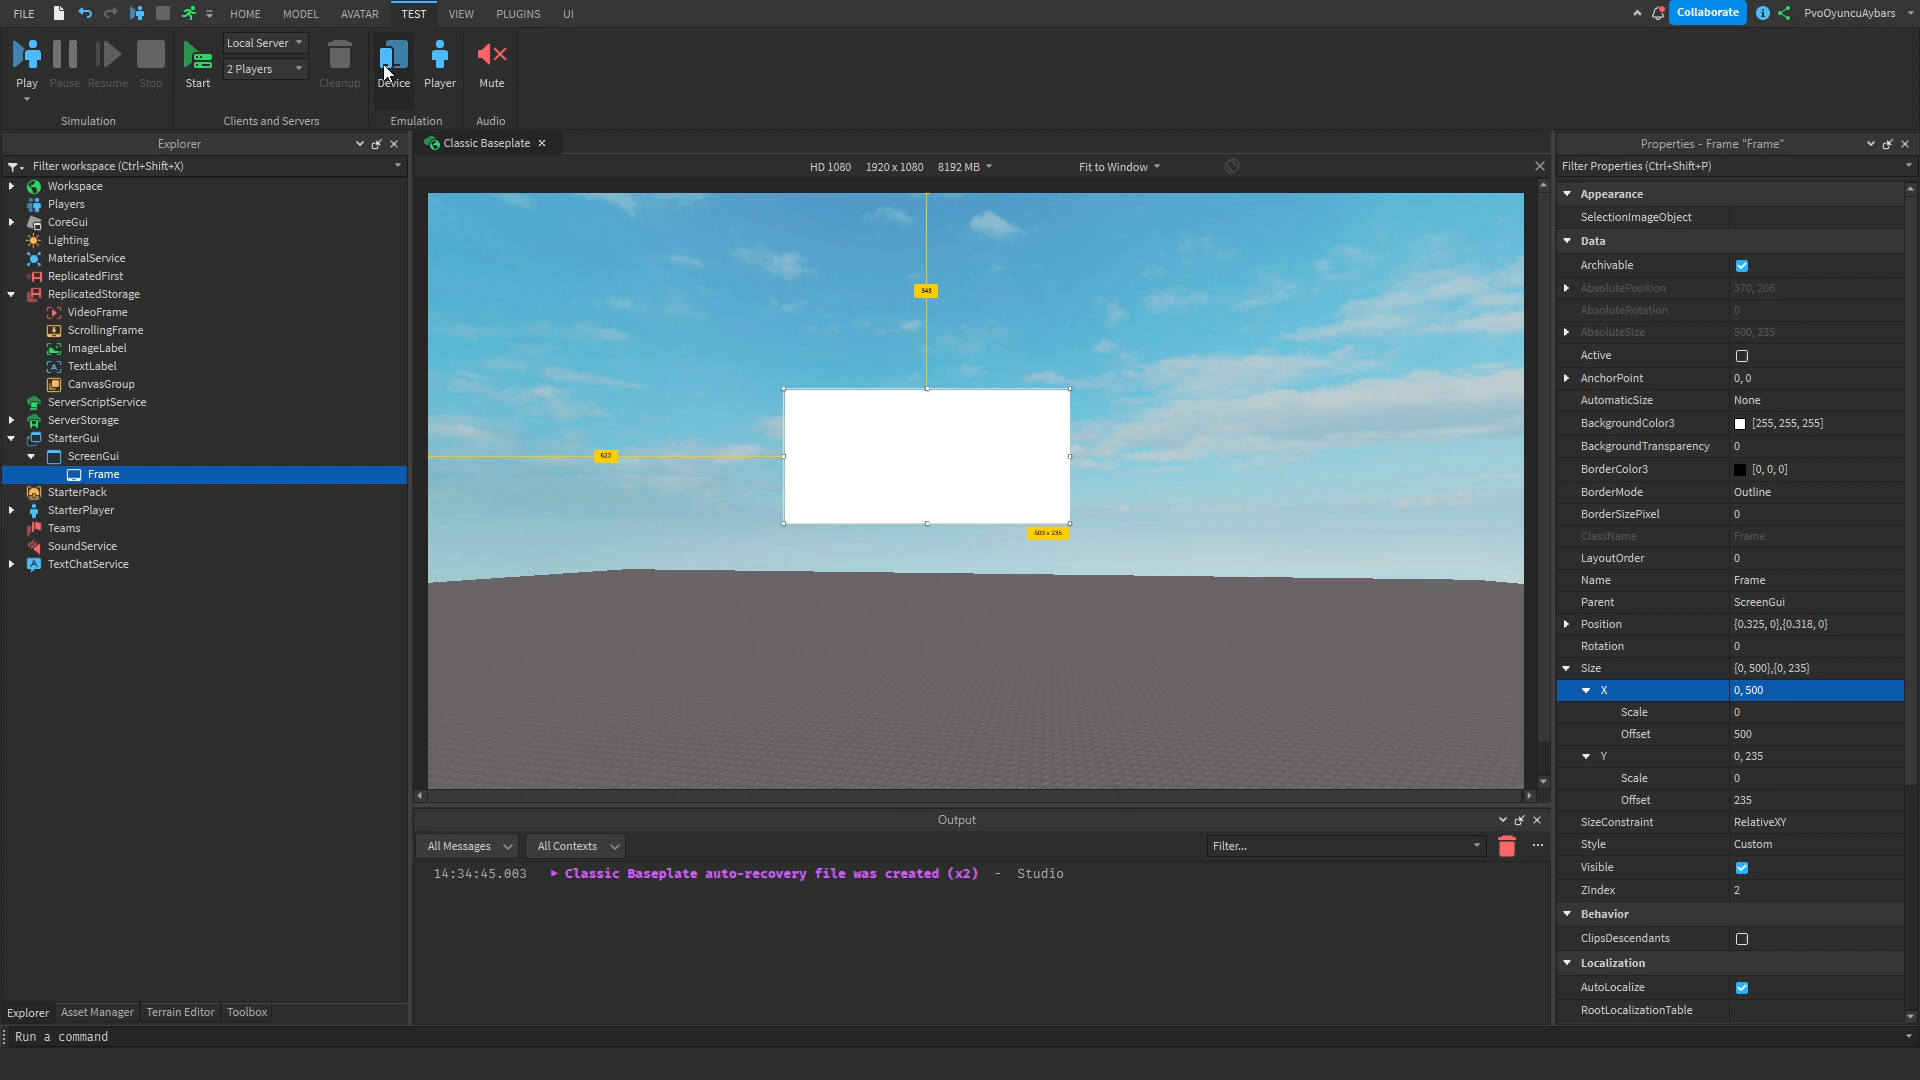 FILE HOME MODEL AVATAR TEST VIEW PLUGINS UI Collaborate PvoOyuncuAybars
Play Pause Resume Stop Start Local Server Cleanup Device Player Mute
2 Players
Simulation Clients and Servers Emulation Audio
Explorer
Filter workspace (Ctrl+Shift+X)
Workspace
Players
CoreGui
Lighting
MaterialService
ReplicatedFirst
ReplicatedStorage
VideoFrame
ScrollingFrame
ImageLabel
TextLabel
CanvasGroup
ServerScriptService
ServerStorage
StarterGui
ScreenGui
Frame
StarterPack
StarterPlayer
Teams
SoundService
TextChatService
Explorer Asset Manager Terrain Editor Toolbox
Classic Baseplate
HD 1080 1920 x 1080 8192 MB Fit to Window
343
623
500 x 235
Output
All Messages All Contexts Filter...
14:34:45.003 Classic Baseplate auto-recovery file was created (x2) - Studio
Properties - Frame "Frame"
Filter Properties (Ctrl+Shift+P)
Appearance
SelectionImageObject
Data
Archivable
AbsolutePosition 370, 206
AbsoluteRotation 0
AbsoluteSize 500, 235
Active
AnchorPoint 0, 0
AutomaticSize None
BackgroundColor3 [255, 255, 255]
BackgroundTransparency 0
BorderColor3 [0, 0, 0]
BorderMode Outline
BorderSizePixel 0
ClassName Frame
LayoutOrder 0
Name Frame
Parent ScreenGui
Position {0.325, 0},{0.318, 0}
Rotation 0
Size {0, 500},{0, 235}
X 0, 500
Scale 0
Offset 500
Y 0, 235
Scale 0
Offset 235
SizeConstraint RelativeXY
Style Custom
Visible
ZIndex 2
Behavior
ClipsDescendants
Localization
AutoLocalize
RootLocalizationTable
Run a command